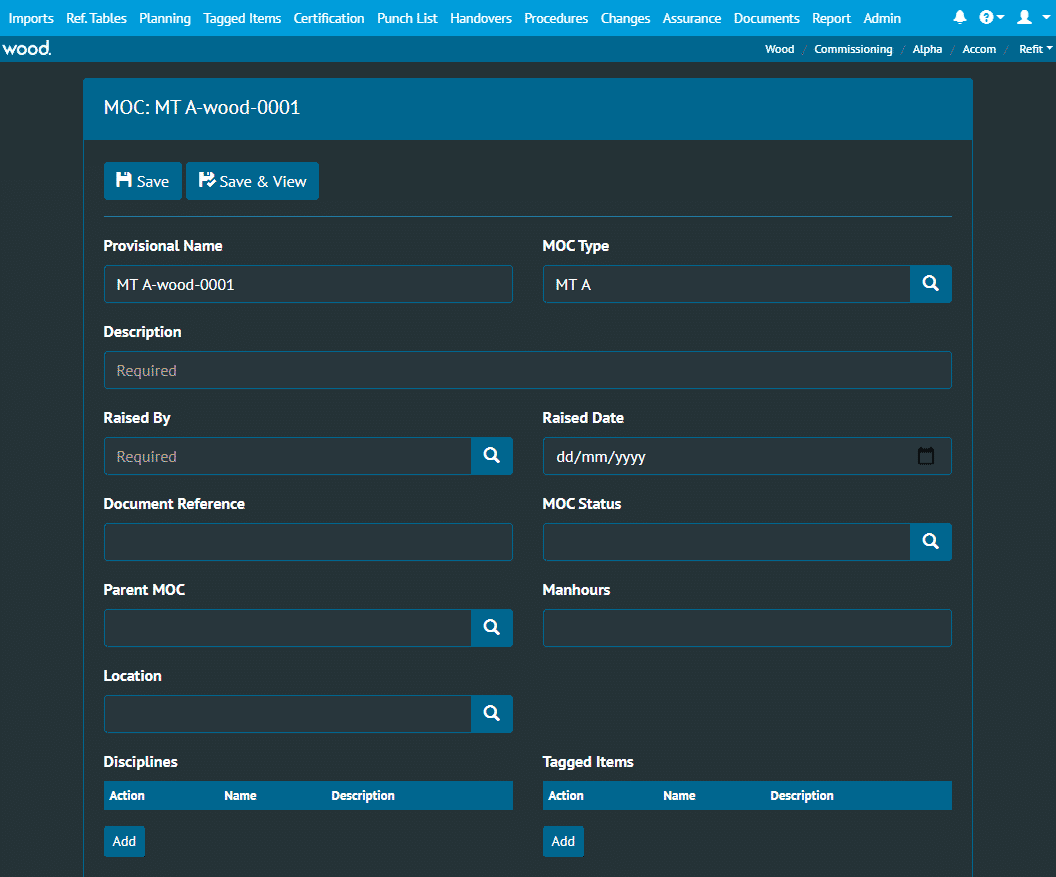 Imports Ref. Tables Planning Tagged Items Certification Punch List Handovers Procedures Changes Assurance Documents Report Admin
wood. Wood / Commissioning / Alpha / Accom / Refit
MOC: MT A-wood-0001
Save Save & View
Provisional Name MOC Type
MT A-wood-0001 MT A
Description
Required
Raised By Raised Date
Required dd/mm/yyyy
Document Reference MOC Status
Parent MOC Manhours
Location
Disciplines Tagged Items
Action Name Description Action Name Description
Add Add